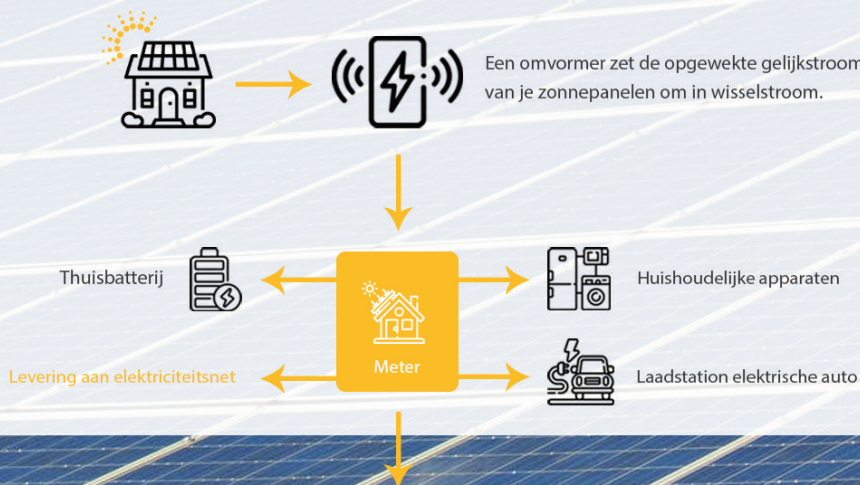 Een omvormer zet de opgewekte gelijkstroom
van je zonnepanelen om in wisselstroom.
Thuisbatterij
Huishoudelijke apparaten
Meter
Levering aan elektriciteitsnet
Laadstation elektrische auto